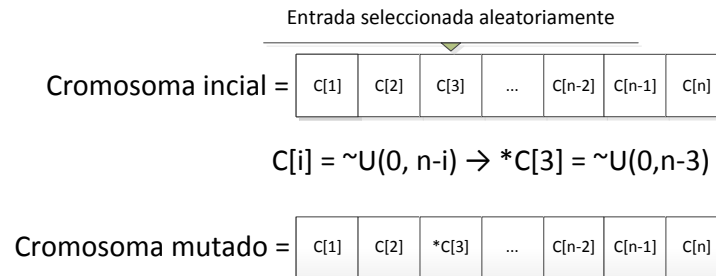 Entrada seleccionada aleatoriamente
Cromosoma incial = C[1] C[2] C[3] ... C[n-2] C[n-1] C[n]
C[i] = ~U(0, n-i) → *C[3] = ~U(0,n-3)
Cromosoma mutado = C[1] C[2] *C[3] ... C[n-2] C[n-1] C[n]